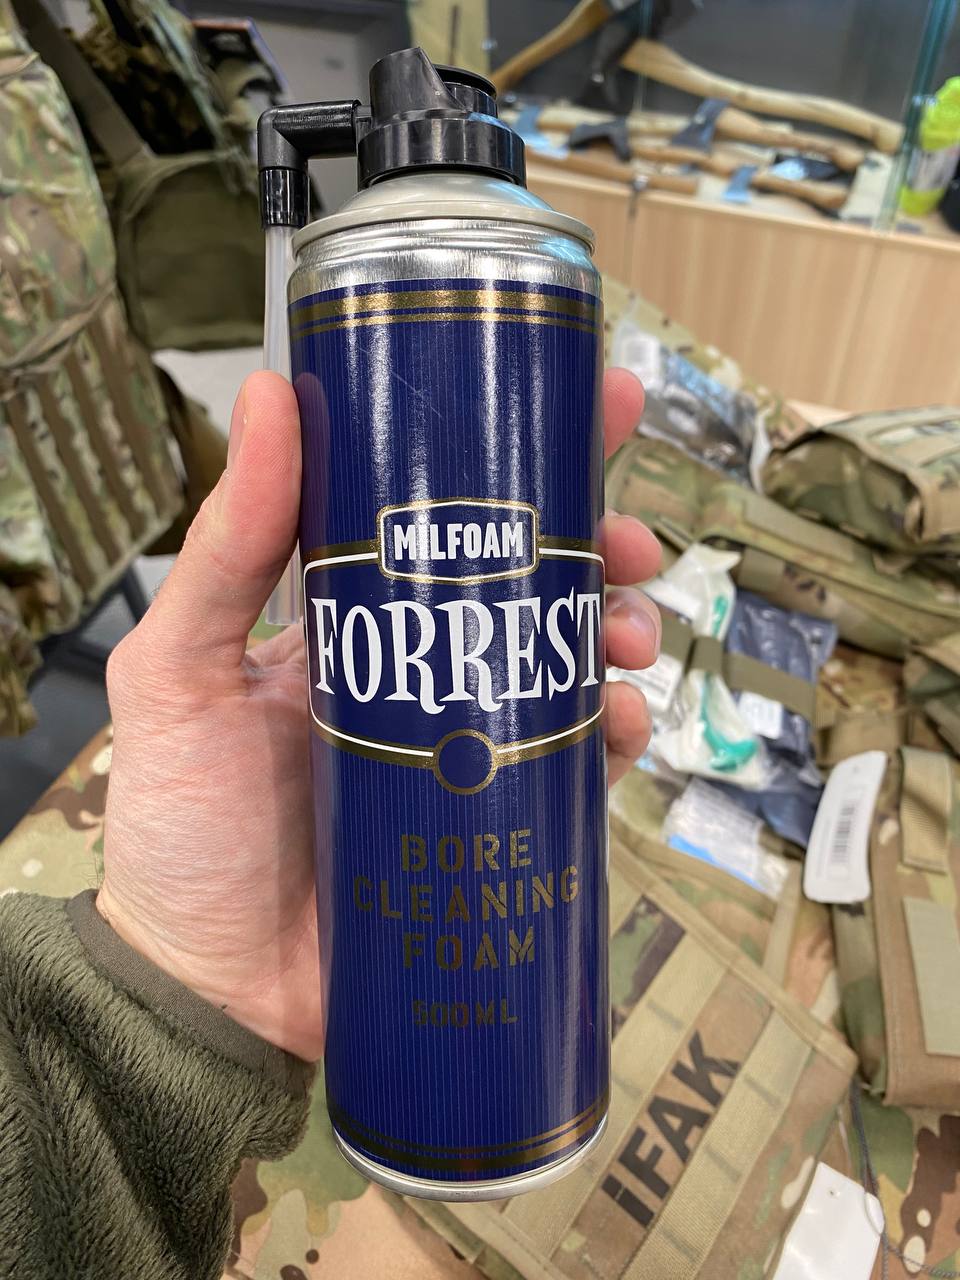 MILFOAM
FORREST
BORE
CLEANING
FOAM
500ML
IFAK